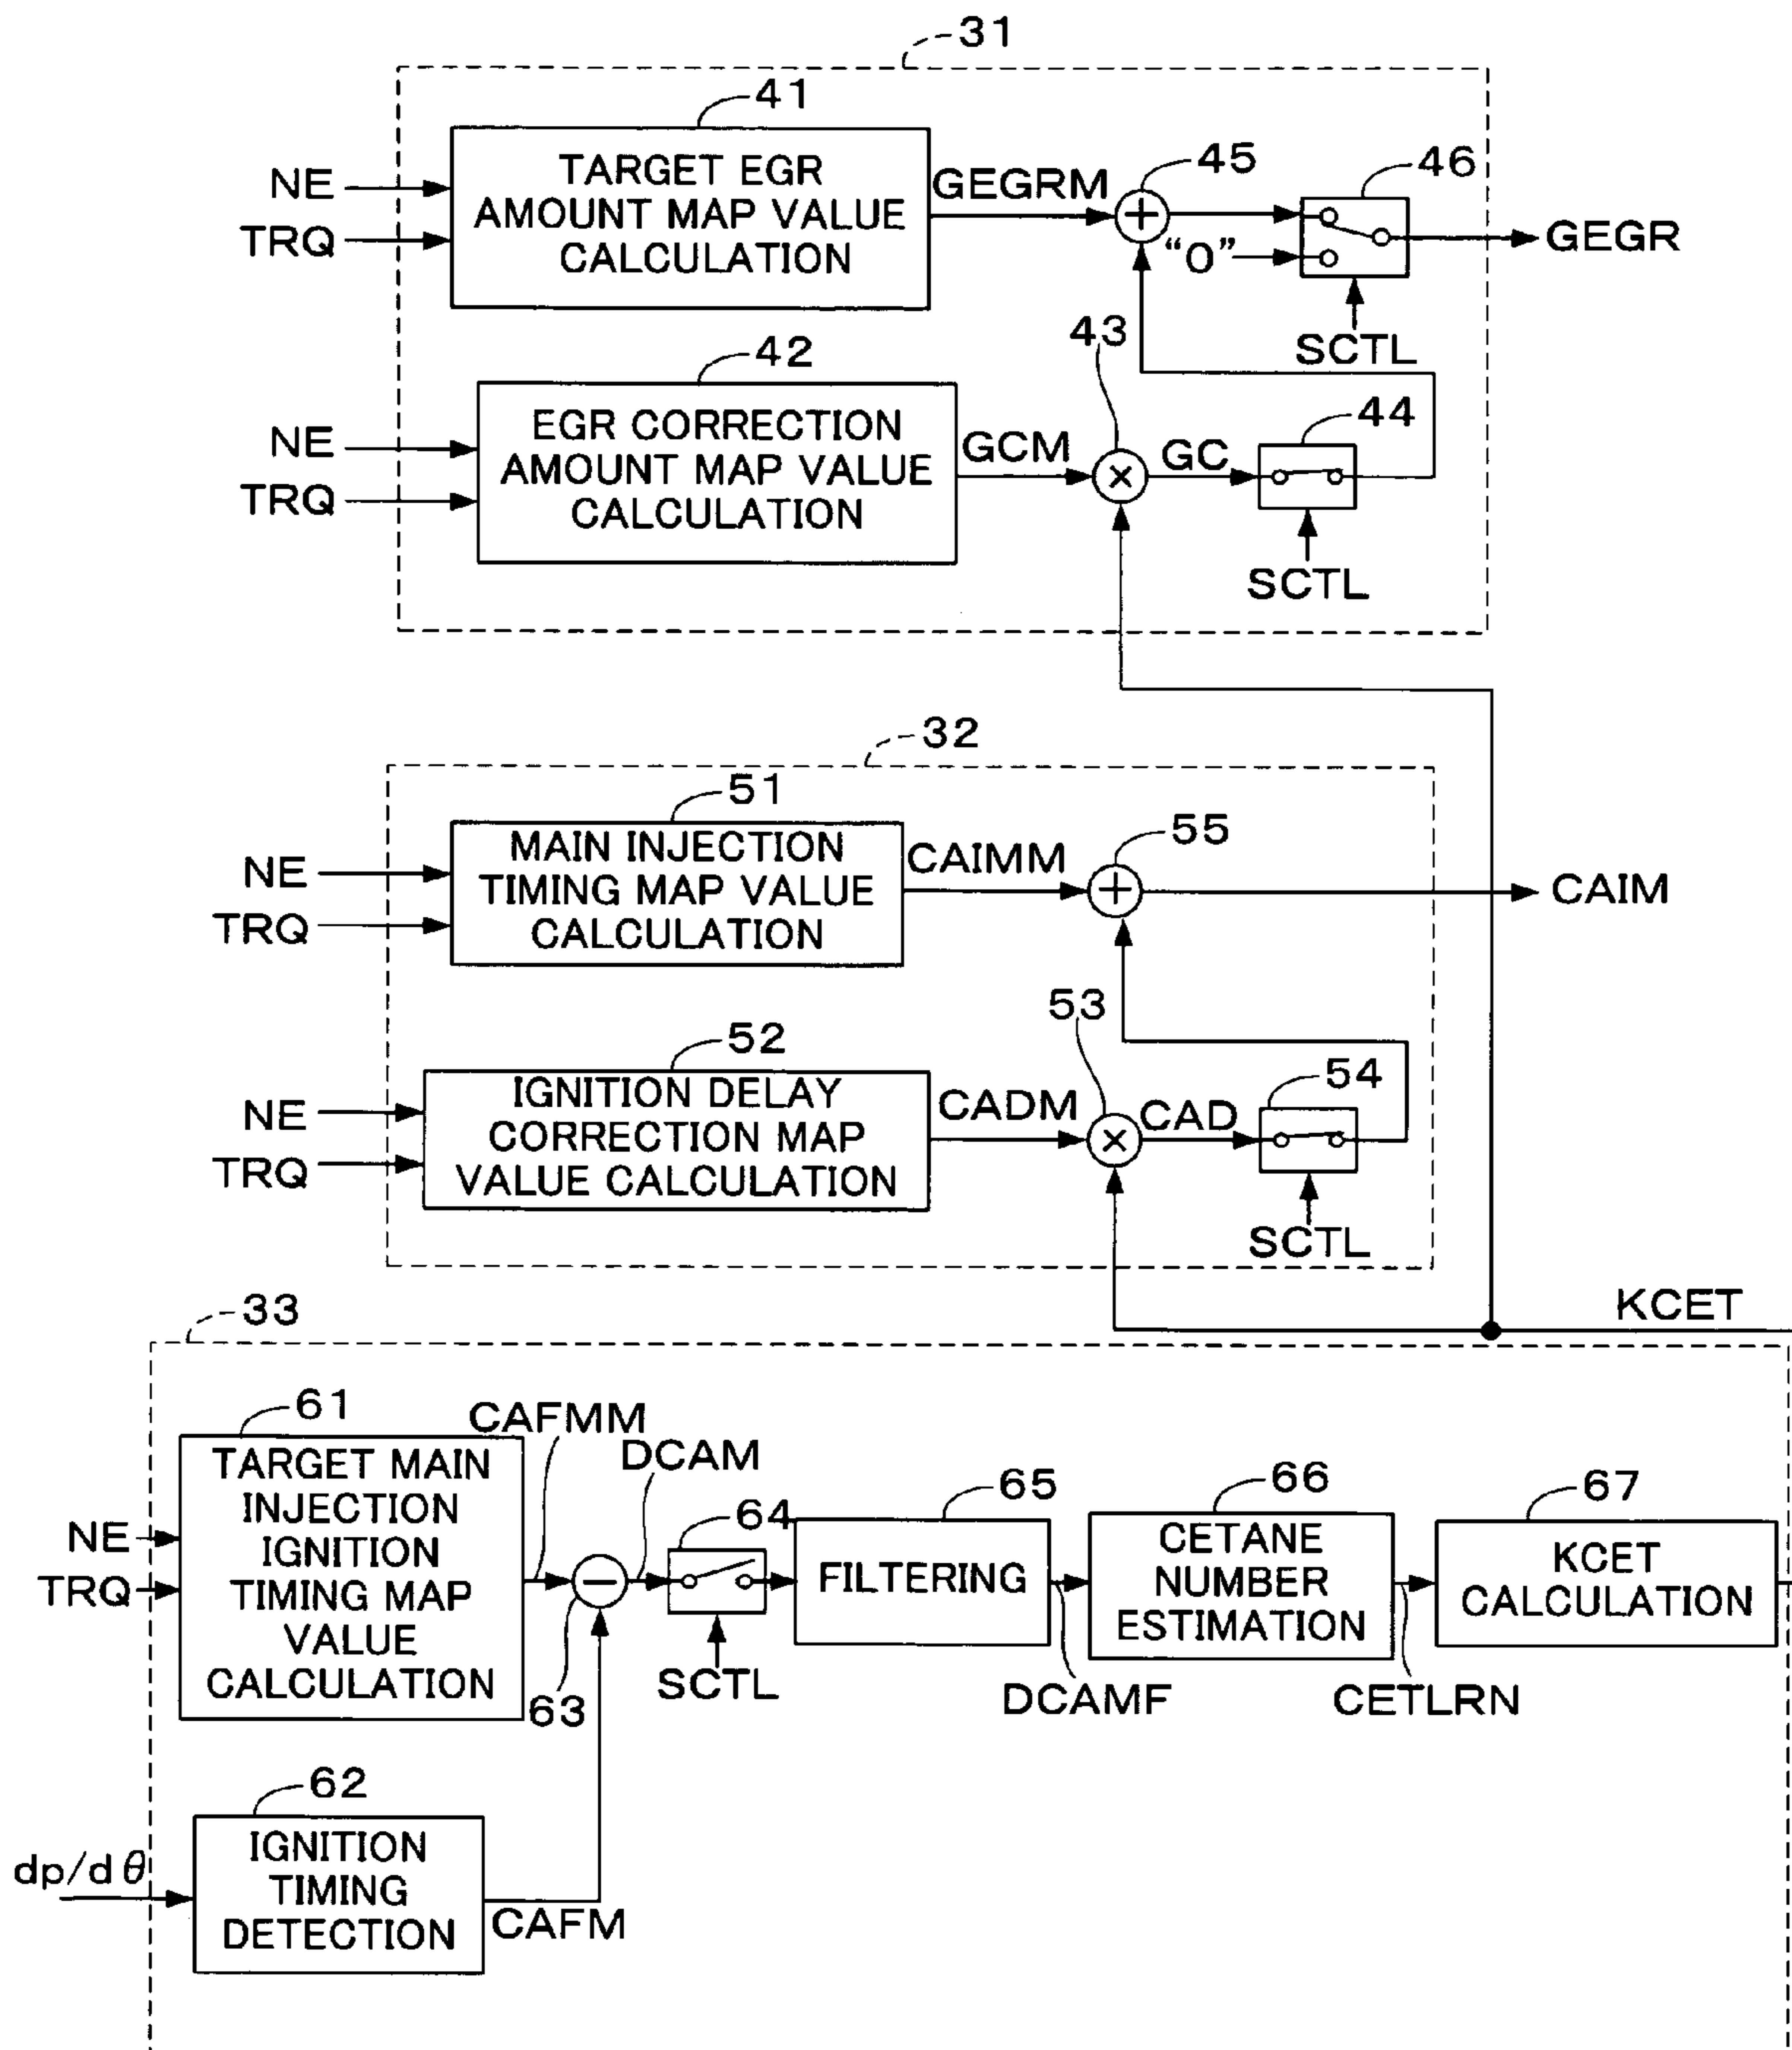 31
41
NE
TRQ
TARGET EGR
AMOUNT MAP VALUE
CALCULATION
GEGRM
45
46
"0"
GEGR
SCTL
42
NE
TRQ
EGR CORRECTION
AMOUNT MAP VALUE
CALCULATION
GCM
43
GC
44
SCTL
32
51
NE
TRQ
MAIN INJECTION
TIMING MAP VALUE
CALCULATION
CAIMM
55
CAIM
52
NE
TRQ
IGNITION DELAY
CORRECTION MAP
VALUE CALCULATION
CADM
53
CAD
54
SCTL
KCET
33
61
NE
TRQ
TARGET MAIN
INJECTION
IGNITION
TIMING MAP
VALUE
CALCULATION
CAFMM
DCAM
63
64
SCTL
65
FILTERING
DCAMF
66
CETANE
NUMBER
ESTIMATION
CETLRN
67
KCET
CALCULATION
62
dp/dθ
IGNITION
TIMING
DETECTION
CAFM